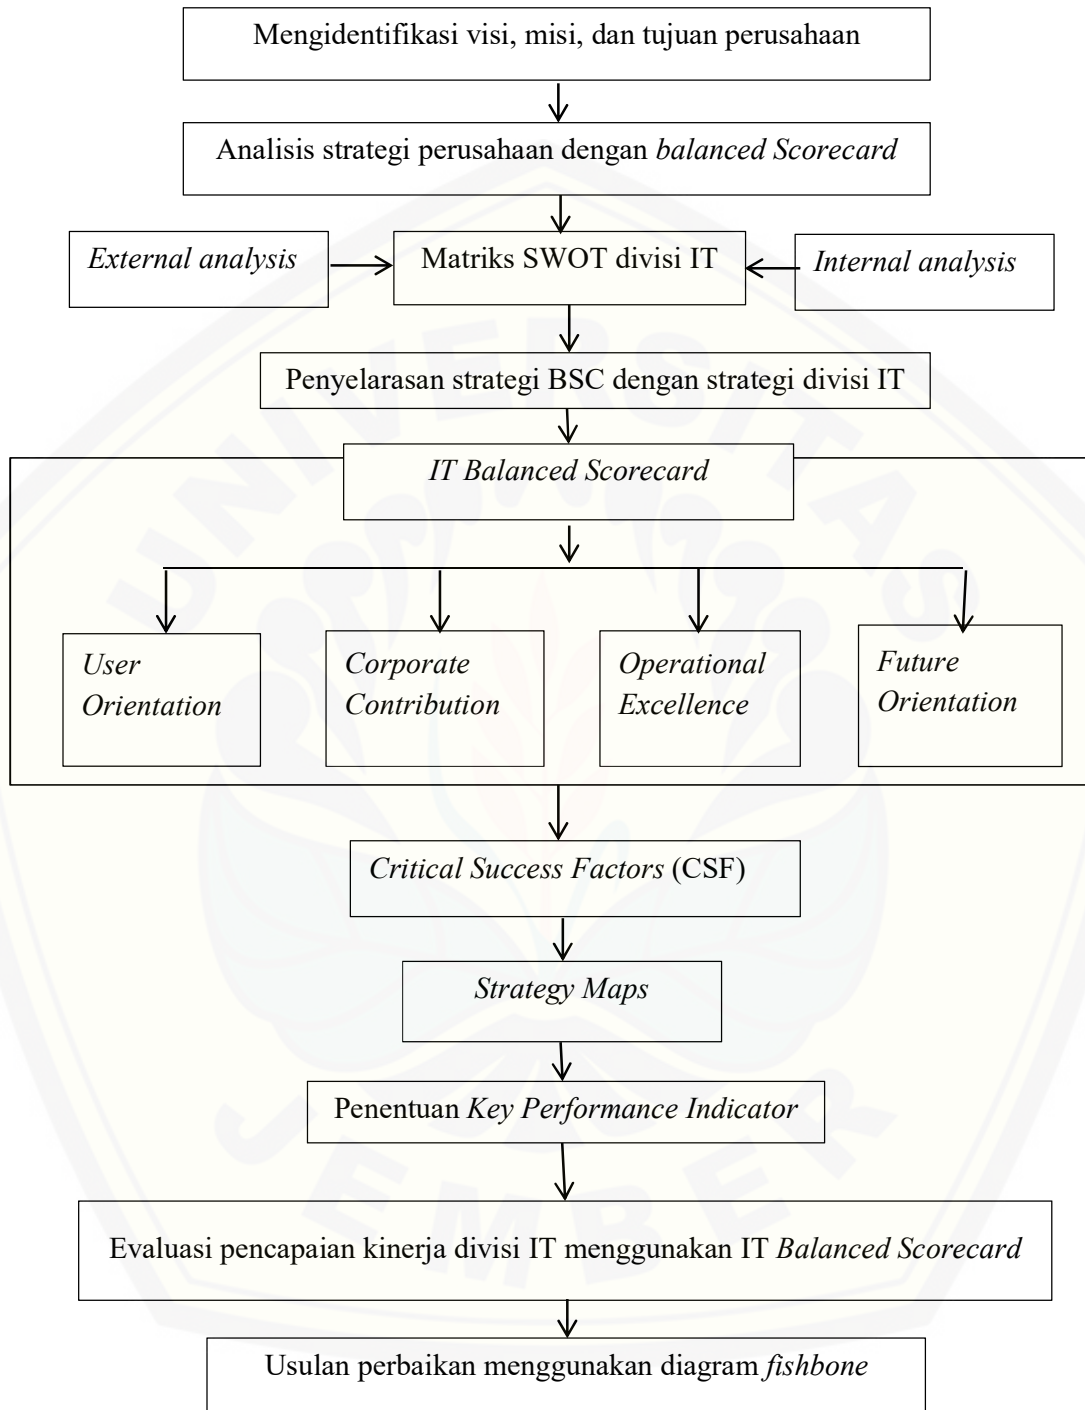 Mengidentifikasi visi, misi, dan tujuan perusahaan
Analisis strategi perusahaan dengan balanced Scorecard
External analysis
Matriks SWOT divisi IT
Internal analysis
Penyelarasan strategi BSC dengan strategi divisi IT
IT Balanced Scorecard
User
Orientation
Corporate
Contribution
Operational
Excellence
Future
Orientation
Critical Success Factors (CSF)
Strategy Maps
Penentuan Key Performance Indicator
Evaluasi pencapaian kinerja divisi IT menggunakan IT Balanced Scorecard
Usulan perbaikan menggunakan diagram fishbone
UNIVERSITAS
JEMBER